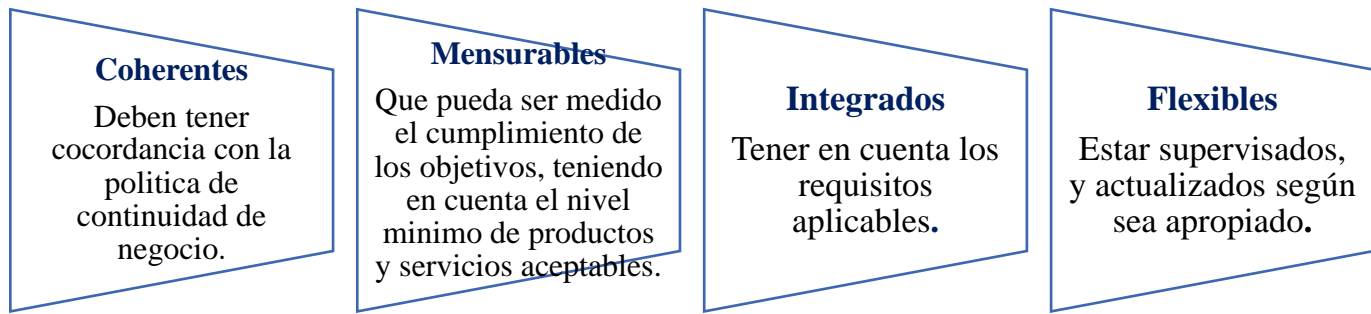 Coherentes
Deben tener
cocordancia con la
politica de
continuidad de
negocio.
Mensurables
Que pueda ser medido
el cumplimiento de
los objetivos, teniendo
en cuenta el nivel
minimo de productos
y servicios aceptables.
Integrados
Tener en cuenta los
requisitos
aplicables.
Flexibles
Estar supervisados,
y actualizados según
sea apropiado.